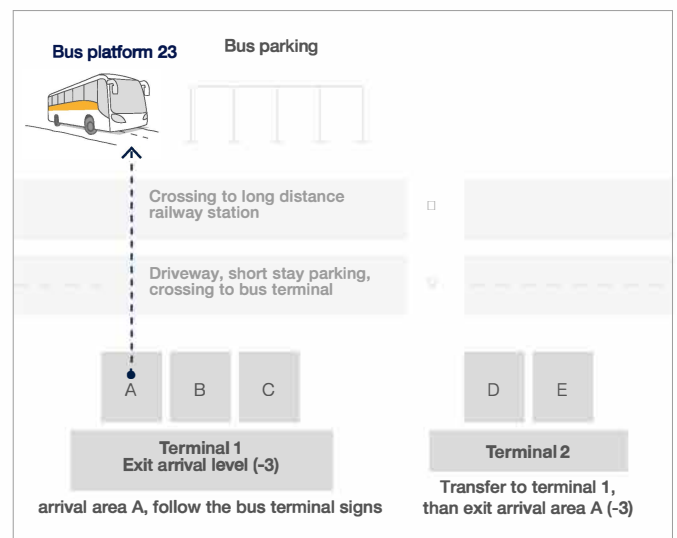 Bus platform 23
Bus parking
Crossing to long distance
railway station
Driveway, short stay parking,
crossing to bus terminal
A
B
C
D
E
Terminal 1
Exit arrival level (-3)
Terminal 2
arrival area A, follow the bus terminal signs
Transfer to terminal 1,
than exit arrival area A (-3)